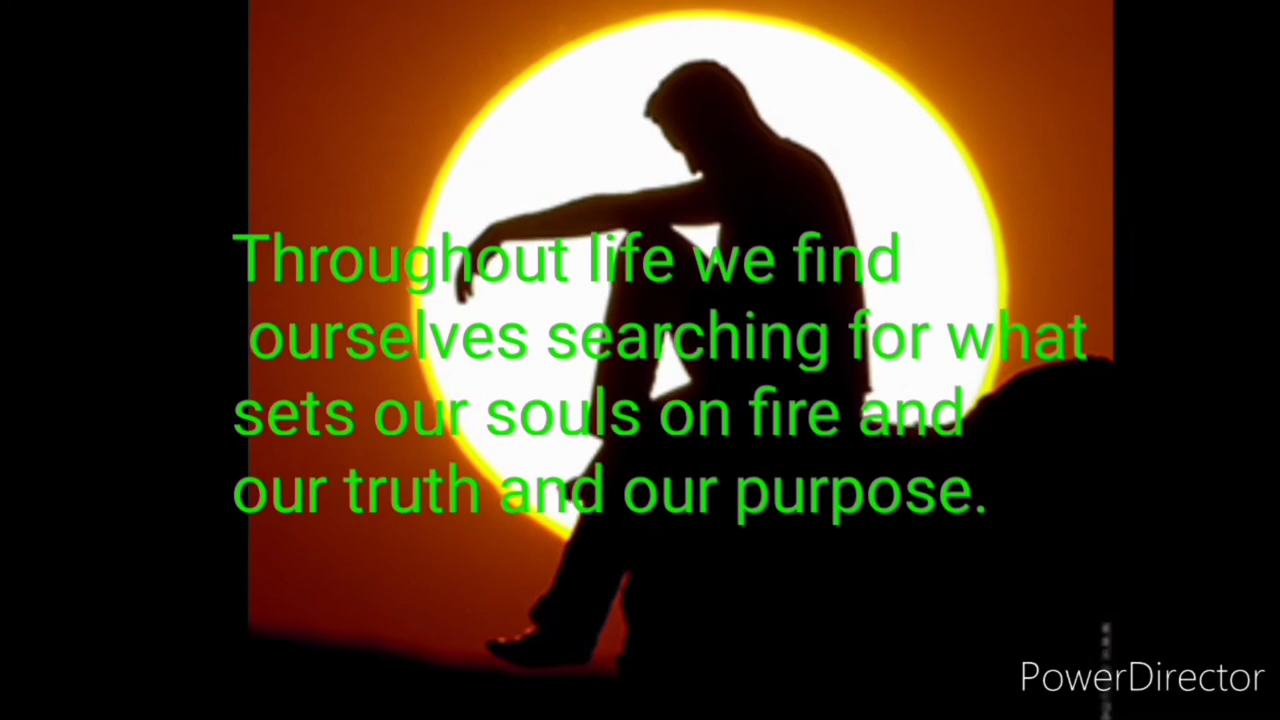 Throughout life we find
ourselves searching for what
sets our souls on fire and
our truth and our purpose.
PowerDirector